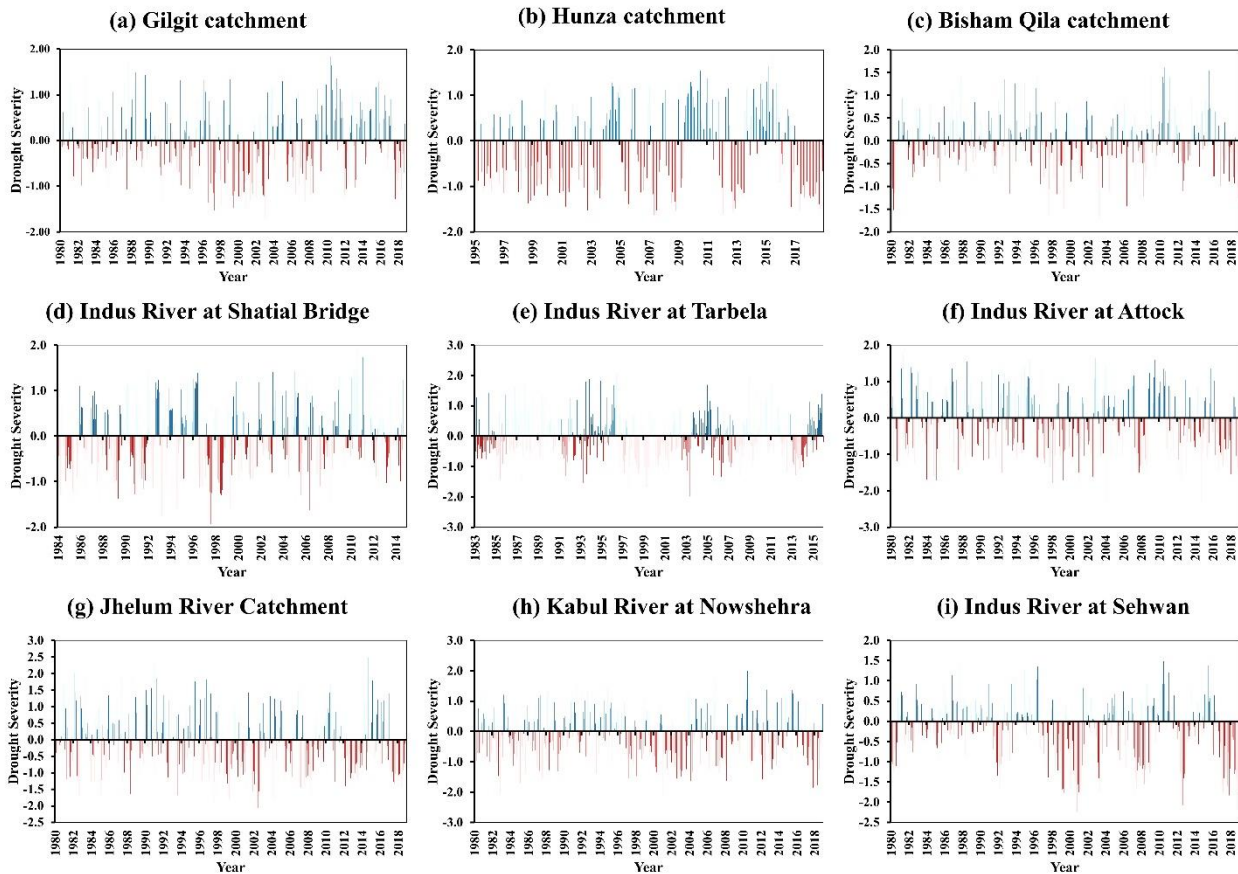 (a) Gilgit catchment
Drought Severity
2.00
1.00
0.00
-1.00
-2.00
1980 1982 1984 1986 1988 1990 1992 1994 1996 1998 2000 2002 2004 2006 2008 2010 2012 2014 2016 2018
Year
(b) Hunza catchment
Drought Severity
2.0
1.0
0.0
-1.0
-2.0
1995 1997 1999 2001 2003 2005 2007 2009 2011 2013 2015 2017
Year
(c) Bisham Qila catchment
Drought Severity
2.0
1.5
1.0
0.5
0.0
-0.5
-1.0
-1.5
-2.0
1980 1982 1984 1986 1988 1990 1992 1994 1996 1998 2000 2002 2004 2006 2008 2010 2012 2014 2016 2018
Year
(d) Indus River at Shatial Bridge
Drought Severity
2.0
1.0
0.0
-1.0
-2.0
1984 1986 1988 1990 1992 1994 1996 1998 2000 2002 2004 2006 2008 2010 2012 2014
Year
(e) Indus River at Tarbela
Drought Severity
3.0
2.0
1.0
0.0
-1.0
-2.0
-3.0
1983 1985 1987 1989 1991 1993 1995 1997 1999 2001 2003 2005 2007 2009 2011 2013 2015
Year
(f) Indus River at Attock
Drought Severity
2.0
1.0
0.0
-1.0
-2.0
-3.0
1980 1982 1984 1986 1988 1990 1992 1994 1996 1998 2000 2002 2004 2006 2008 2010 2012 2014 2016 2018
Year
(g) Jhelum River Catchment
Drought Severity
3.0
2.5
2.0
1.5
1.0
0.5
0.0
-0.5
-1.0
-1.5
-2.0
-2.5
1980 1982 1984 1986 1988 1990 1992 1994 1996 1998 2000 2002 2004 2006 2008 2010 2012 2014 2016 2018
Year
(h) Kabul River at Nowshehra
Drought Severity
3.0
2.0
1.0
0.0
-1.0
-2.0
-3.0
1980 1982 1984 1986 1988 1990 1992 1994 1996 1998 2000 2002 2004 2006 2008 2010 2012 2014 2016 2018
Year
(i) Indus River at Sehwan
Drought Severity
2.0
1.5
1.0
0.5
0.0
-0.5
-1.0
-1.5
-2.0
-2.5
1980 1982 1984 1986 1988 1990 1992 1994 1996 1998 2000 2002 2004 2006 2008 2010 2012 2014 2016 2018
Year